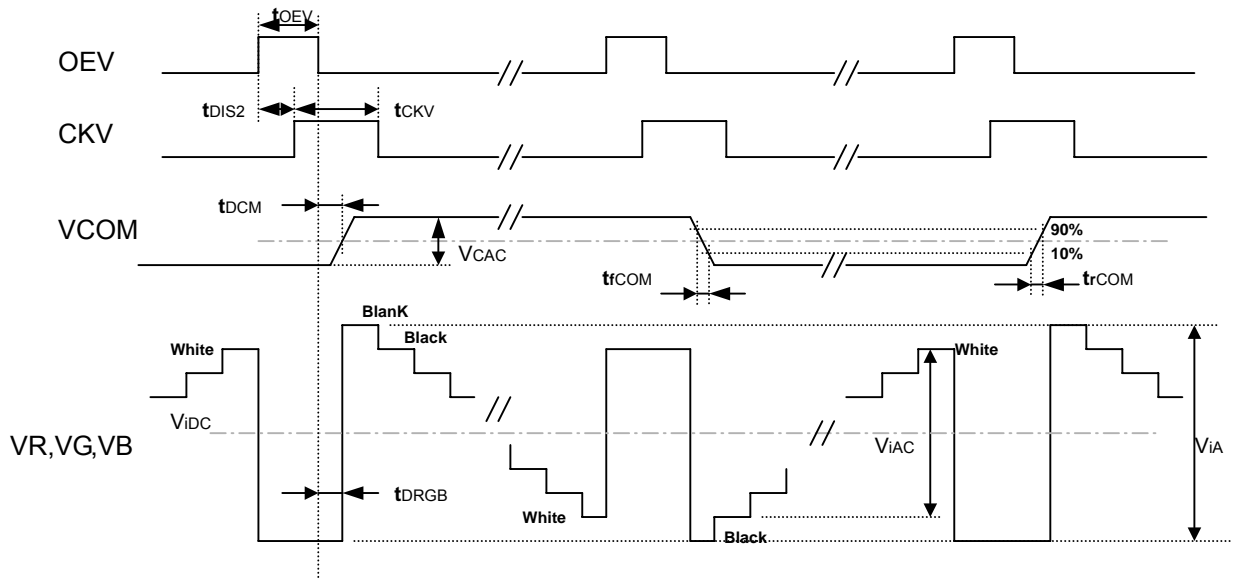 tOEV
OEV
tDIS2
tCKV
CKV
tDCM
VCOM
VCAC
90%
10%
tfCOM
trCOM
BlanK
White
Black
White
ViDC
VR,VG,VB
ViAC
ViA
tDRGB
White
Black